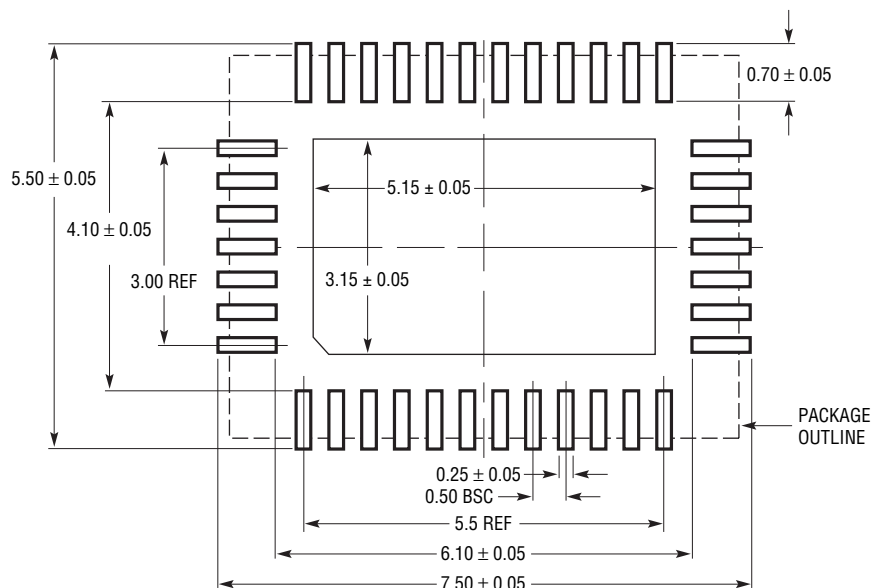 0.70 ± 0.05
5.50 ± 0.05
5.15 ± 0.05
4.10 ± 0.05
3.00 REF
3.15 ± 0.05
PACKAGE
OUTLINE
0.25 ± 0.05
0.50 BSC
5.5 REF
6.10 ± 0.05
7.50 ± 0.05